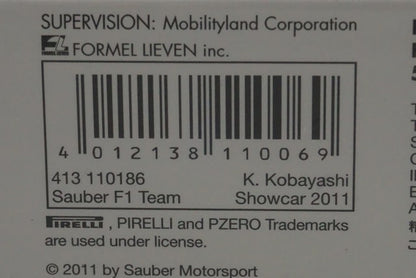 SUPERVISION: Mobilityland Corporation
FORMEL LIEVEN inc.
4 012138 110069
413 110186 K. Kobayashi
Sauber F1 Team Showcar 2011
PIRELLI, PIRELLI and PZERO Trademarks
are used under license.
© 2011 by Sauber Motorsport